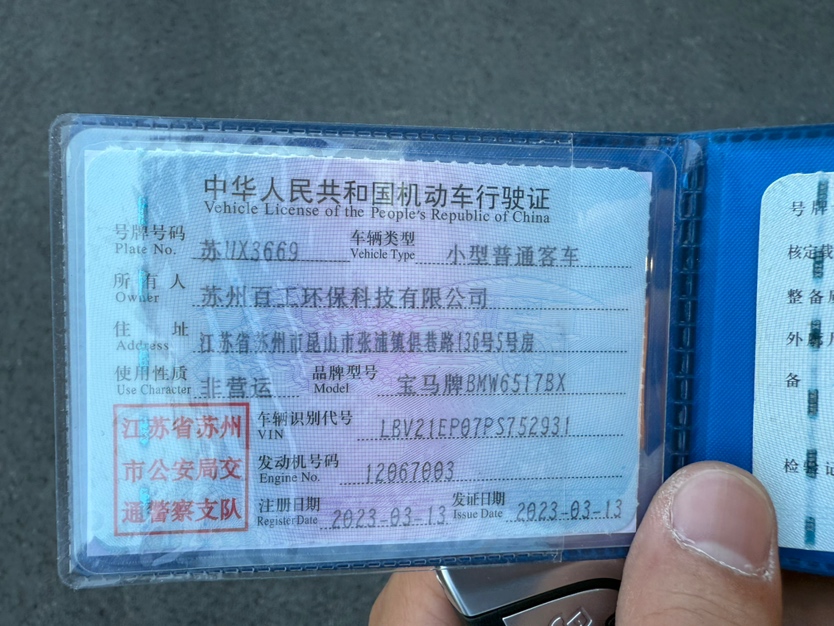 中华人民共和国机动车行驶证
Vehicle License of the People's Republic of China
号牌号码 苏UX3669 车辆类型 小型普通客车
Plate No. Vehicle Type
所有人 苏州百工环保科技有限公司
Owner
住址 江苏省苏州市昆山市张浦镇俱巷路136号5号房
Address
使用性质 非营运 品牌型号 宝马牌BMW6517BX
Use Character Model
江苏省苏州
市公安局交
通警察支队
车辆识别代号 LBV21EP07PS752931
VIN
发动机号码 12067003
Engine No.
注册日期 2023-03-13 发证日期 2023-03-13
Register Date Issue Date
号牌
核定载
整备
外
备
检验记